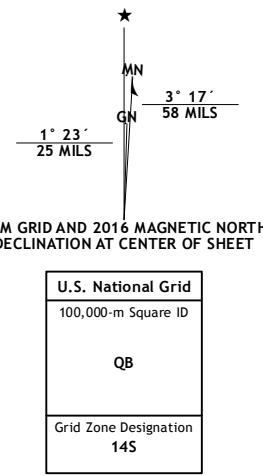 ★
MN
3° 17´
58 MILS
GN
1° 23´
25 MILS
M GRID AND 2016 MAGNETIC NORTH
DECLINATION AT CENTER OF SHEET
U.S. National Grid
100,000-m Square ID
QB
Grid Zone Designation
14S